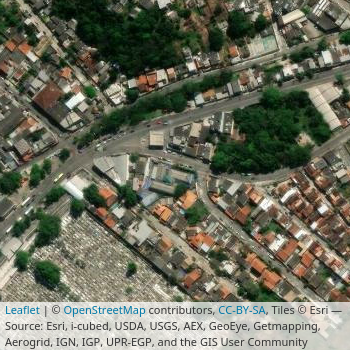 Leaflet | © OpenStreetMap contributors, CC-BY-SA, Tiles © Esri —
Source: Esri, i-cubed, USDA, USGS, AEX, GeoEye, Getmapping,
Aerogrid, IGN, IGP, UPR-EGP, and the GIS User Community